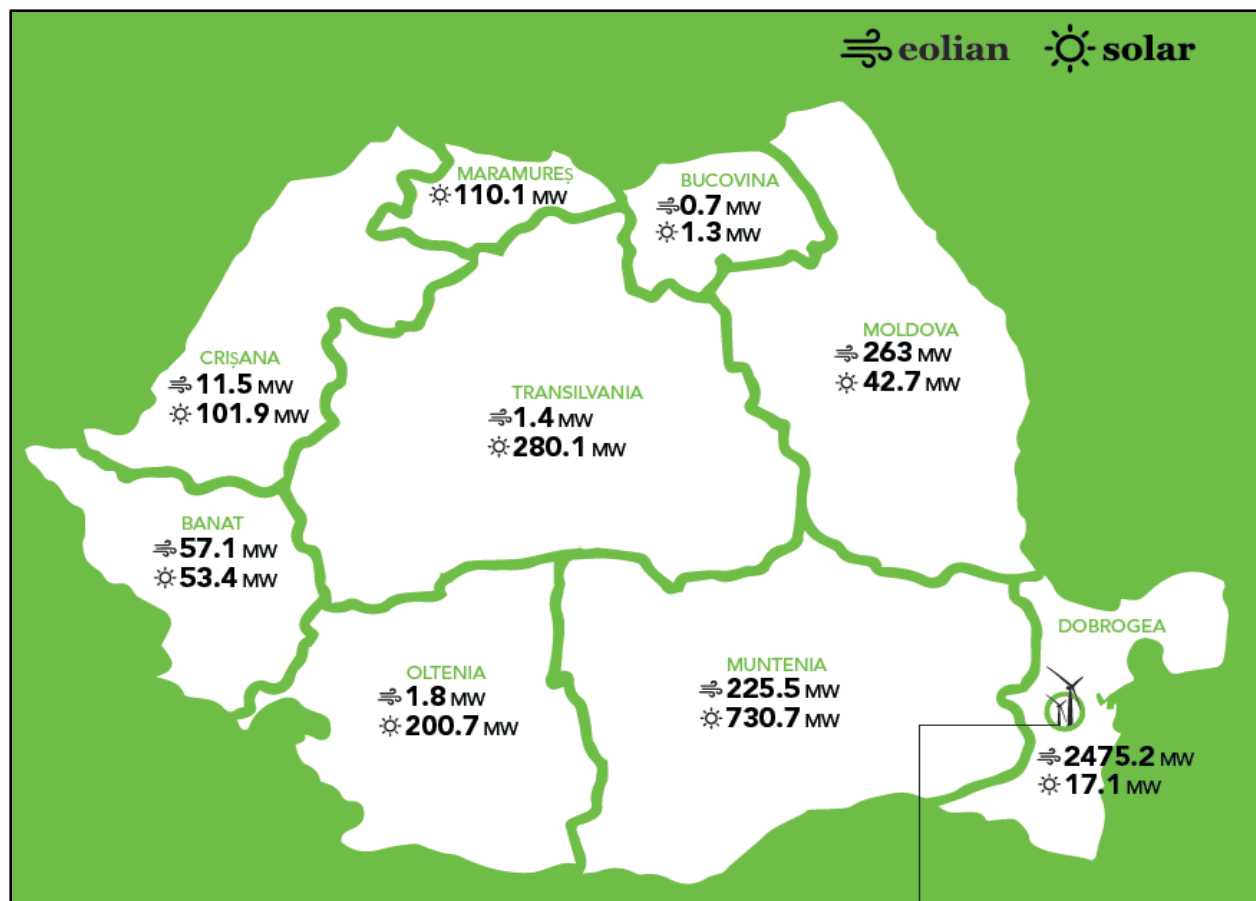 eolian solar
MARAMUREȘ
110.1 MW
BUCOVINA
0.7 MW
1.3 MW
MOLDOVA
263 MW
42.7 MW
CRIȘANA
11.5 MW
101.9 MW
TRANSILVANIA
1.4 MW
280.1 MW
BANAT
57.1 MW
53.4 MW
OLTENIA
1.8 MW
200.7 MW
MUNTENIA
225.5 MW
730.7 MW
DOBROGEA
2475.2 MW
17.1 MW